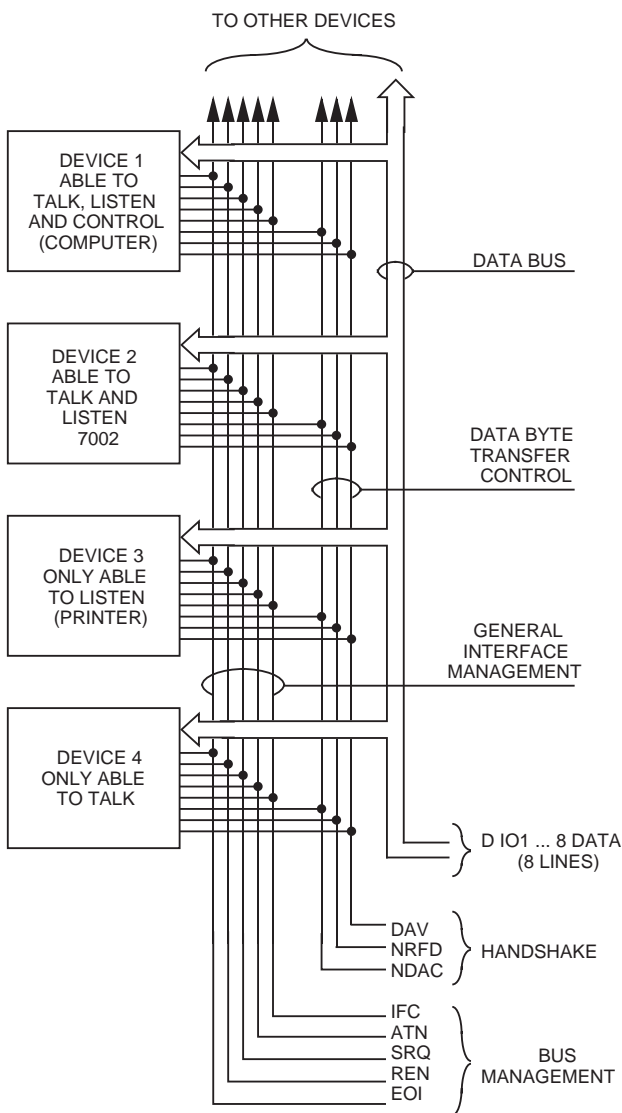 TO OTHER DEVICES
DEVICE 1
ABLE TO
TALK, LISTEN
AND CONTROL
(COMPUTER)
DATA BUS
DEVICE 2
ABLE TO
TALK AND
LISTEN
7002
DATA BYTE
TRANSFER
CONTROL
DEVICE 3
ONLY ABLE
TO LISTEN
(PRINTER)
GENERAL
INTERFACE
MANAGEMENT
DEVICE 4
ONLY ABLE
TO TALK
D IO1 ... 8 DATA
(8 LINES)
DAV
NRFD
NDAC
HANDSHAKE
IFC
ATN
SRQ
REN
EOI
BUS
MANAGEMENT